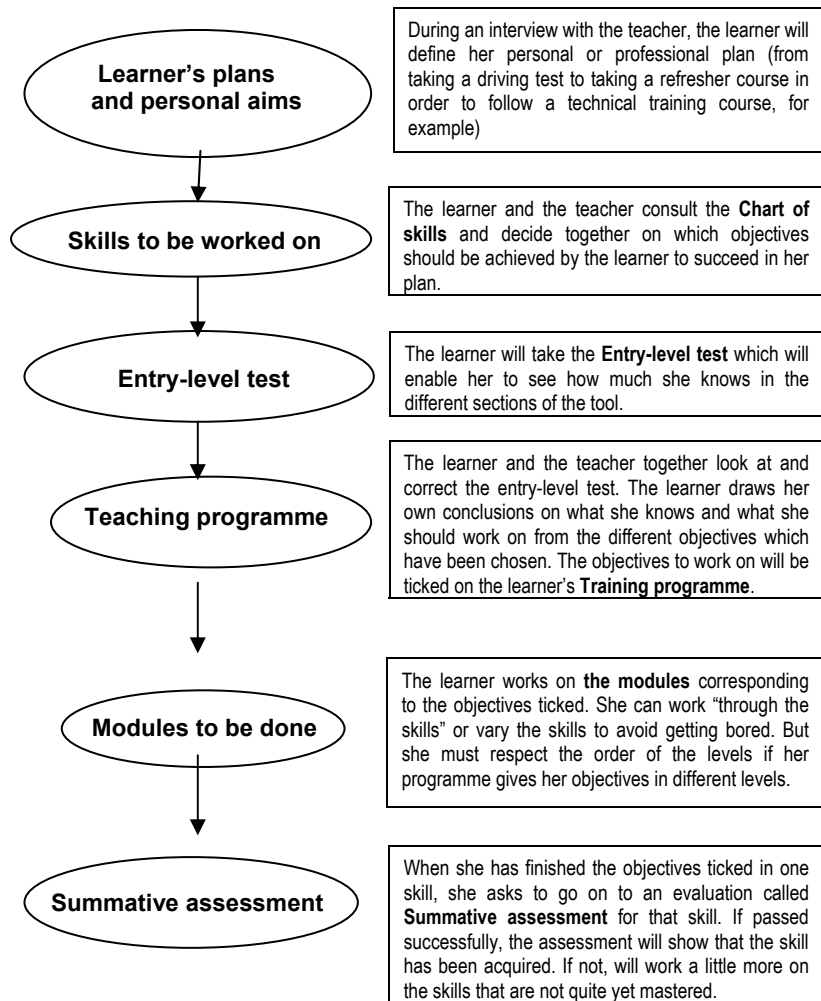 Learner's plans
and personal aims
During an interview with the teacher, the learner will
define her personal or professional plan (from
taking a driving test to taking a refresher course in
order to follow a technical training course, for
example)
Skills to be worked on
The learner and the teacher consult the Chart of
skills and decide together on which objectives
should be achieved by the learner to succeed in her
plan.
Entry-level test
The learner will take the Entry-level test which will
enable her to see how much she knows in the
different sections of the tool.
Teaching programme
The learner and the teacher together look at and
correct the entry-level test. The learner draws her
own conclusions on what she knows and what she
should work on from the different objectives which
have been chosen. The objectives to work on will be
ticked on the learner's Training programme.
Modules to be done
The learner works on the modules corresponding
to the objectives ticked. She can work “through the
skills” or vary the skills to avoid getting bored. But
she must respect the order of the levels if her
programme gives her objectives in different levels.
Summative assessment
When she has finished the objectives ticked in one
skill, she asks to go on to an evaluation called
Summative assessment for that skill. If passed
successfully, the assessment will show that the skill
has been acquired. If not, will work a little more on
the skills that are not quite yet mastered.